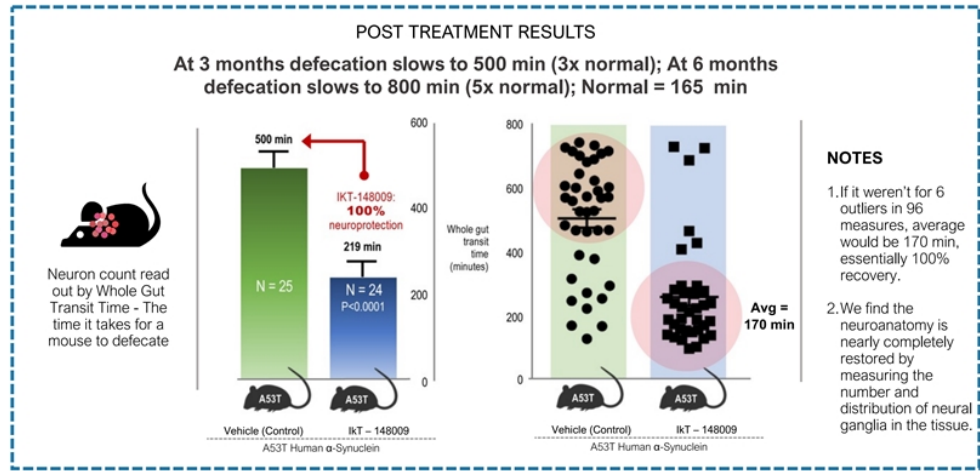 POST TREATMENT RESULTS
At 3 months defecation slows to 500 min (3x normal); At 6 months
defecation slows to 800 min (5x normal); Normal = 165 min
Neuron count read
out by Whole Gut
Transit Time - The
time it takes for a
mouse to defecate
500 min
IKT-148009:
100%
neuroprotection
219 min
N = 25
N = 24
P<0.0001
600
400
200
0
A53T
A53T
Vehicle (Control)
IkT – 148009
A53T Human α-Synuclein
Whole gut
transit
time
(minutes)
800
600
400
200
0
Avg =
170 min
A53T
A53T
Vehicle (Control)
IkT – 148009
A53T Human α-Synuclein
NOTES
1. If it weren't for 6
outliers in 96
measures, average
would be 170 min,
essentially 100%
recovery.
2. We find the
neuroanatomy is
nearly completely
restored by
measuring the
number and
distribution of neural
ganglia in the tissue.